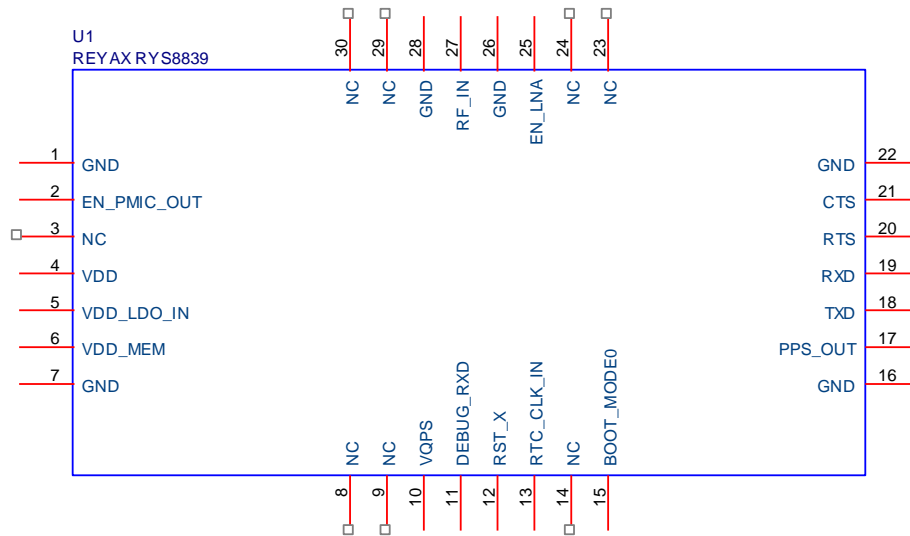 U1
REYAX RYS8839
30 29 28 27 26 25 24 23
NC NC GND RF_IN GND EN_LNA NC NC
1 GND
2 EN_PMIC_OUT
3 NC
4 VDD
5 VDD_LDO_IN
6 VDD_MEM
7 GND
22 GND
21 CTS
20 RTS
19 RXD
18 TXD
17 PPS_OUT
16 GND
NC NC VQPS DEBUG_RXD RST_X RTC_CLK_IN NC BOOT_MODE0
8 9 10 11 12 13 14 15